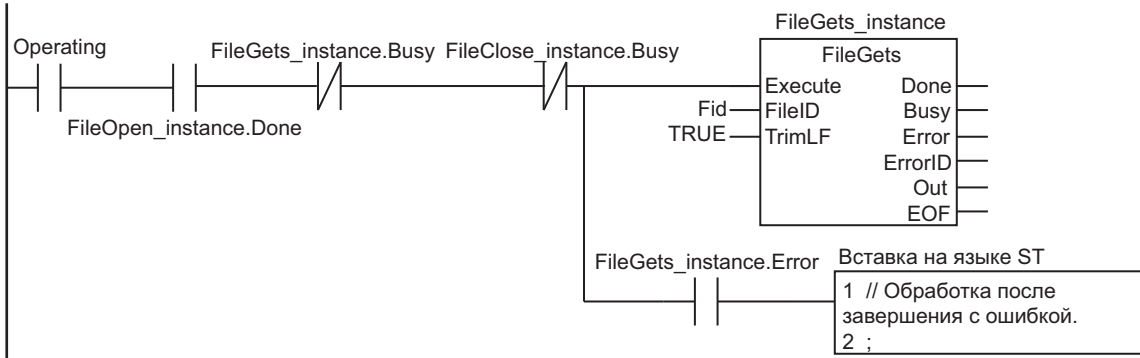 FileGets_instance
Operating
FileGets_instance.Busy
FileClose_instance.Busy
FileGets
Execute
Done
Fid
FileID
Busy
FileOpen_instance.Done
TRUE
TrimLF
Error
ErrorID
Out
EOF
FileGets_instance.Error
Вставка на языке ST
1 // Обработка после
завершения с ошибкой.
2 ;